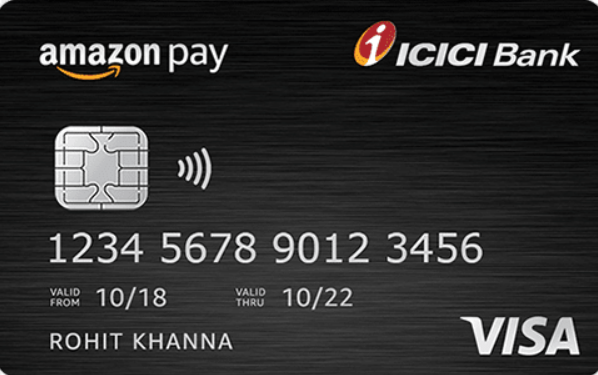 amazon pay
ICICI Bank
1234 5678 9012 3456
VALID FROM 10/18 VALID THRU 10/22
ROHIT KHANNA
VISA